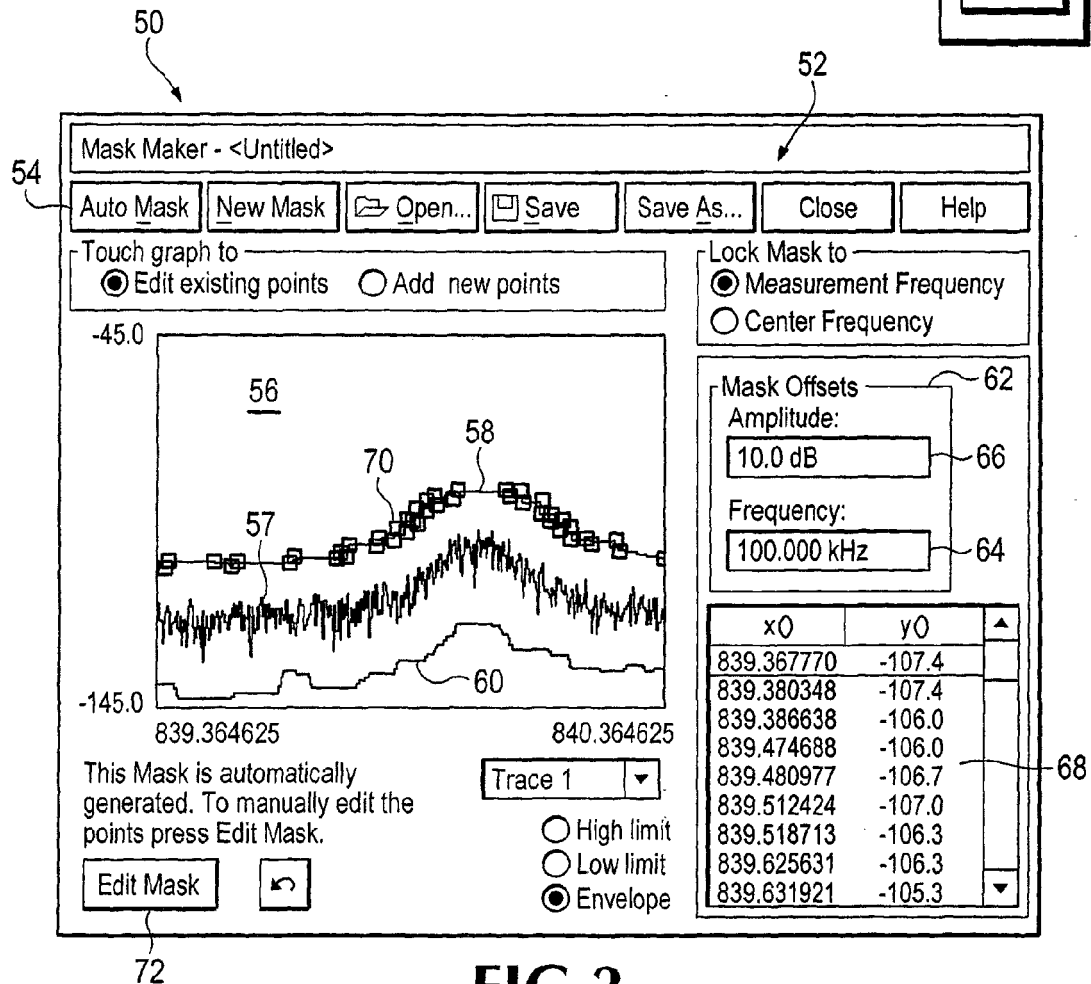 50
52
Mask Maker - <Untitled>
54
Auto Mask New Mask Open... Save Save As... Close Help
Touch graph to
Edit existing points Add new points
Lock Mask to
Measurement Frequency
Center Frequency
-45.0
56
58
70
57
60
-145.0
839.364625 840.364625
Mask Offsets 62
Amplitude:
10.0 dB 66
Frequency:
100.000 kHz 64
x() y()
839.367770 -107.4
839.380348 -107.4
839.386638 -106.0
839.474688 -106.0
839.480977 -106.7
839.512424 -107.0
839.518713 -106.3
839.625631 -106.3
839.631921 -105.3
68
This Mask is automatically
generated. To manually edit the
points press Edit Mask.
Trace 1
High limit
Low limit
Envelope
Edit Mask
72